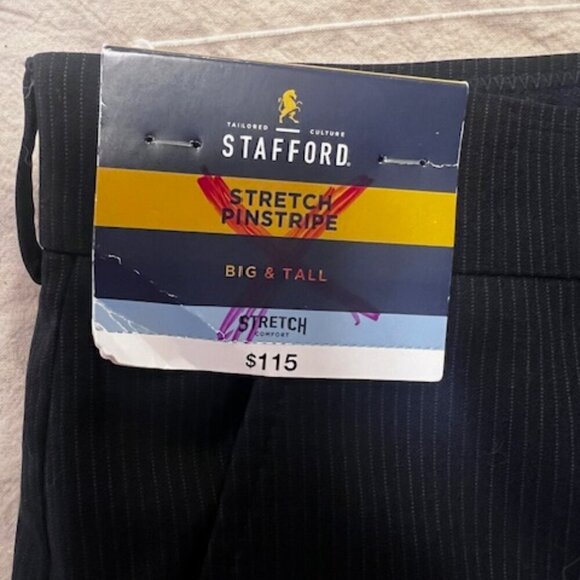 TAILORED CULTURE
STAFFORD®
STRETCH
PINSTRIPE
BIG & TALL
STRETCH
COMFORT
$115